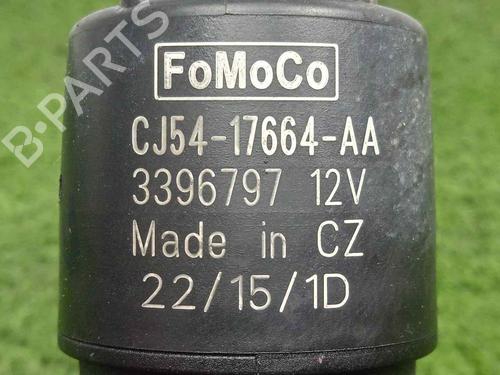 B-PARTS
FoMoCo
CJ54-17664-AA
3396797 12V
Made in CZ
22/15/1D